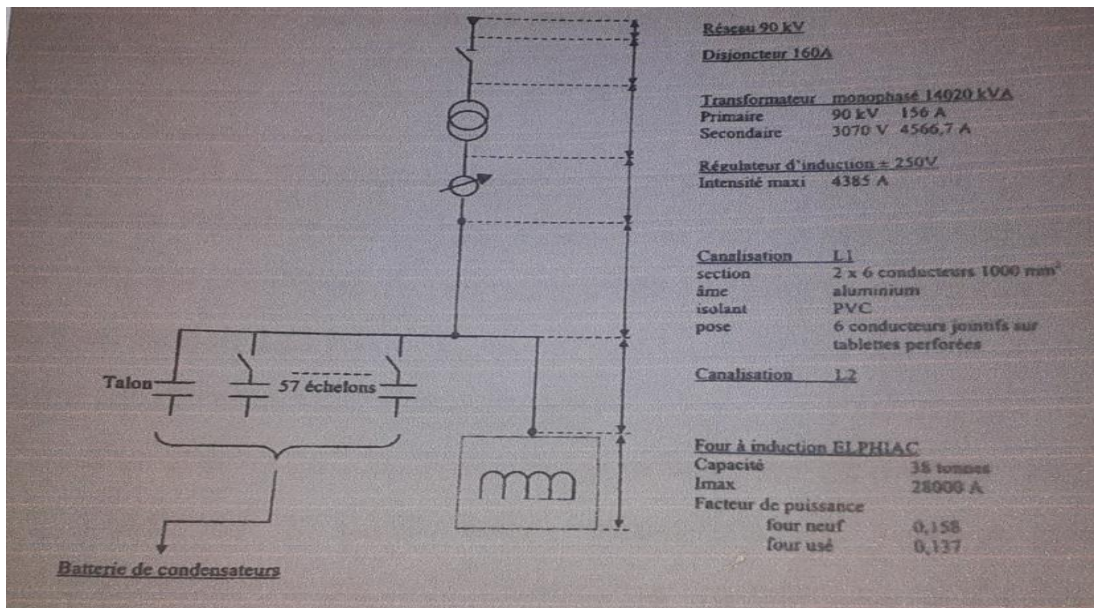 Réseau 90 kV
Disjoncteur 160A
Transformateur monophasé 14020 kVA
Primaire 90 kV 156 A
Secondaire 3070 V 4566,7 A
Régulateur d'induction ± 250V
Intensité maxi 4385 A
Canalisation L1
section 2 x 6 conducteurs 1000 mm²
âme aluminium
isolant PVC
pose 6 conducteurs jointifs sur
tablettes perforées
Canalisation L2
Talon
57 échelons
Four à induction ELPHIAC
Capacité 38 tonnes
Imax 28000 A
Facteur de puissance
four neuf 0,158
four usé 0,137
Batterie de condensateurs